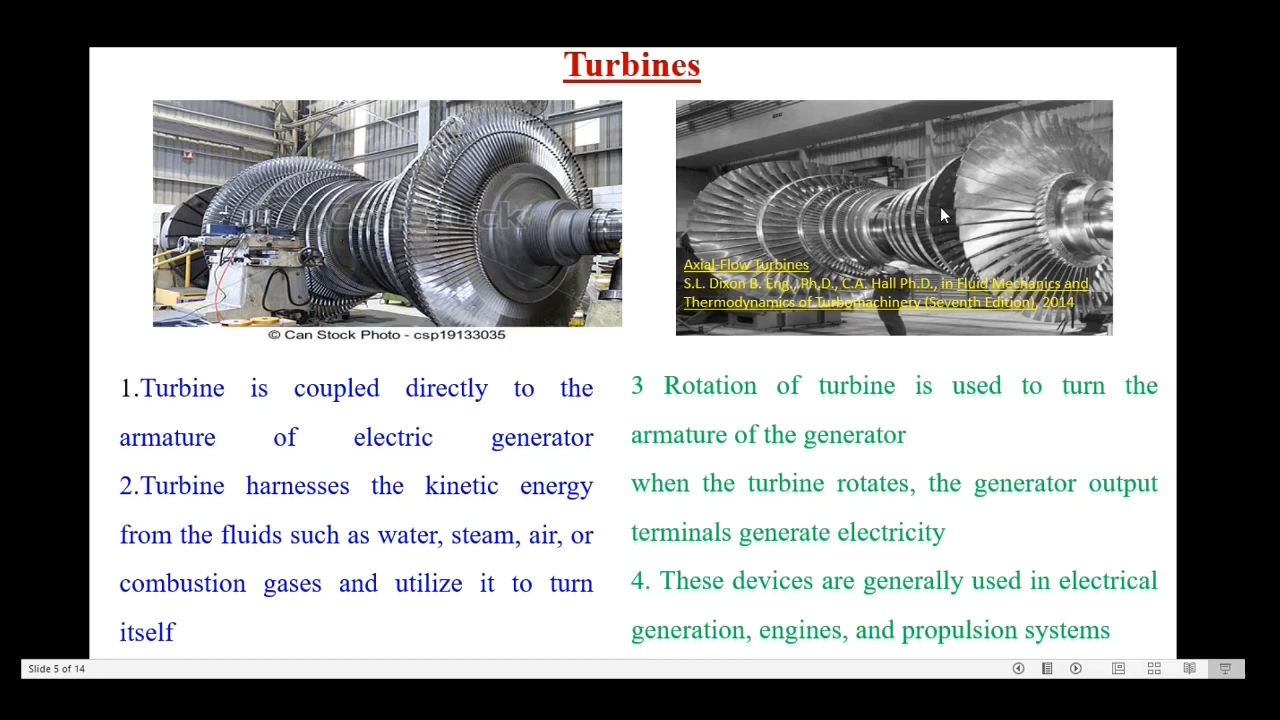 Turbines
Can Stock
© Can Stock Photo - csp19133035
Axial-Flow Turbines
S.L. Dixon B. Eng., Ph.D., C.A. Hall Ph.D., in Fluid Mechanics and
Thermodynamics of Turbomachinery (Seventh Edition), 2014
1.Turbine is coupled directly to the
armature of electric generator
2.Turbine harnesses the kinetic energy
from the fluids such as water, steam, air, or
combustion gases and utilize it to turn
itself
3 Rotation of turbine is used to turn the
armature of the generator
when the turbine rotates, the generator output
terminals generate electricity
4. These devices are generally used in electrical
generation, engines, and propulsion systems
Slide 5 of 14